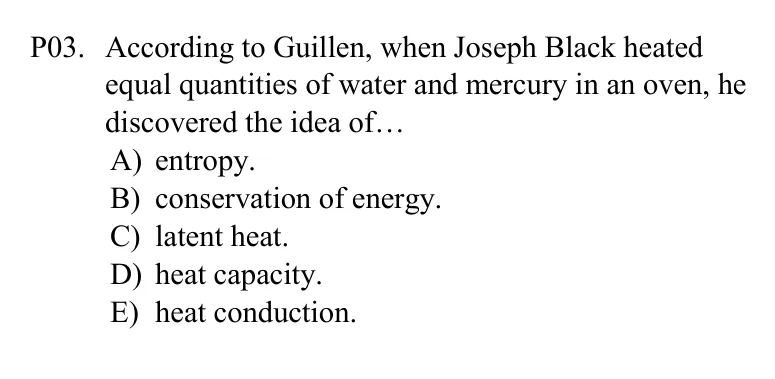 P03. According to Guillen, when Joseph Black heated
equal quantities of water and mercury in an oven, he
discovered the idea of…
A) entropy.
B) conservation of energy.
C) latent heat.
D) heat capacity.
E) heat conduction.